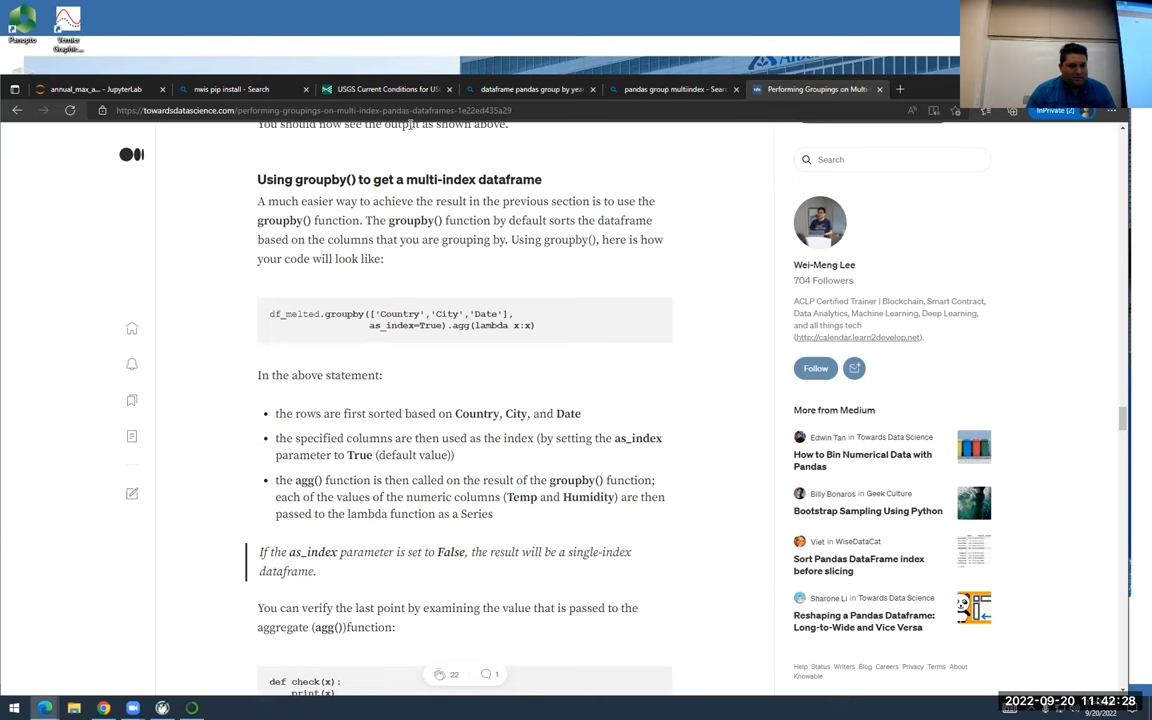 Panopto
Vernier
Graphic...
annual_max_a... - JupyterLab
nwis pip install - Search
USGS Current Conditions for US
dataframe pandas group by year
pandas group multiindex - Searc
Performing Groupings on Multi-I
https://towardsdatascience.com/performing-groupings-on-multi-index-pandas-dataframes-1e22ed435a29
InPrivate (2)
You should now see the output as shown above.
Using groupby() to get a multi-index dataframe
A much easier way to achieve the result in the previous section is to use the
groupby() function. The groupby() function by default sorts the dataframe
based on the columns that you are grouping by. Using groupby(), here is how
your code will look like:
df_melted.groupby(['Country','City','Date'],
as_index=True).agg(lambda x:x)
In the above statement:
• the rows are first sorted based on Country, City, and Date
• the specified columns are then used as the index (by setting the as_index
parameter to True (default value))
• the agg() function is then called on the result of the groupby() function;
each of the values of the numeric columns (Temp and Humidity) are then
passed to the lambda function as a Series
If the as_index parameter is set to False, the result will be a single-index
dataframe.
You can verify the last point by examining the value that is passed to the
aggregate (agg())function:
def check(x):
print(x)
22
1
Search
Wei-Meng Lee
704 Followers
ACLP Certified Trainer | Blockchain, Smart Contract,
Data Analytics, Machine Learning, Deep Learning,
and all things tech
(http://calendar.learn2develop.net).
Follow
More from Medium
Edwin Tan in Towards Data Science
How to Bin Numerical Data with
Pandas
Billy Bonaros in Geek Culture
Bootstrap Sampling Using Python
Viet in WiseDataCat
Sort Pandas DataFrame index
before slicing
Sharone Li in Towards Data Science
Reshaping a Pandas Dataframe:
Long-to-Wide and Vice Versa
Help Status Writers Blog Careers Privacy Terms About
Knowable
2022-09-20 11:42:28
9/20/2022